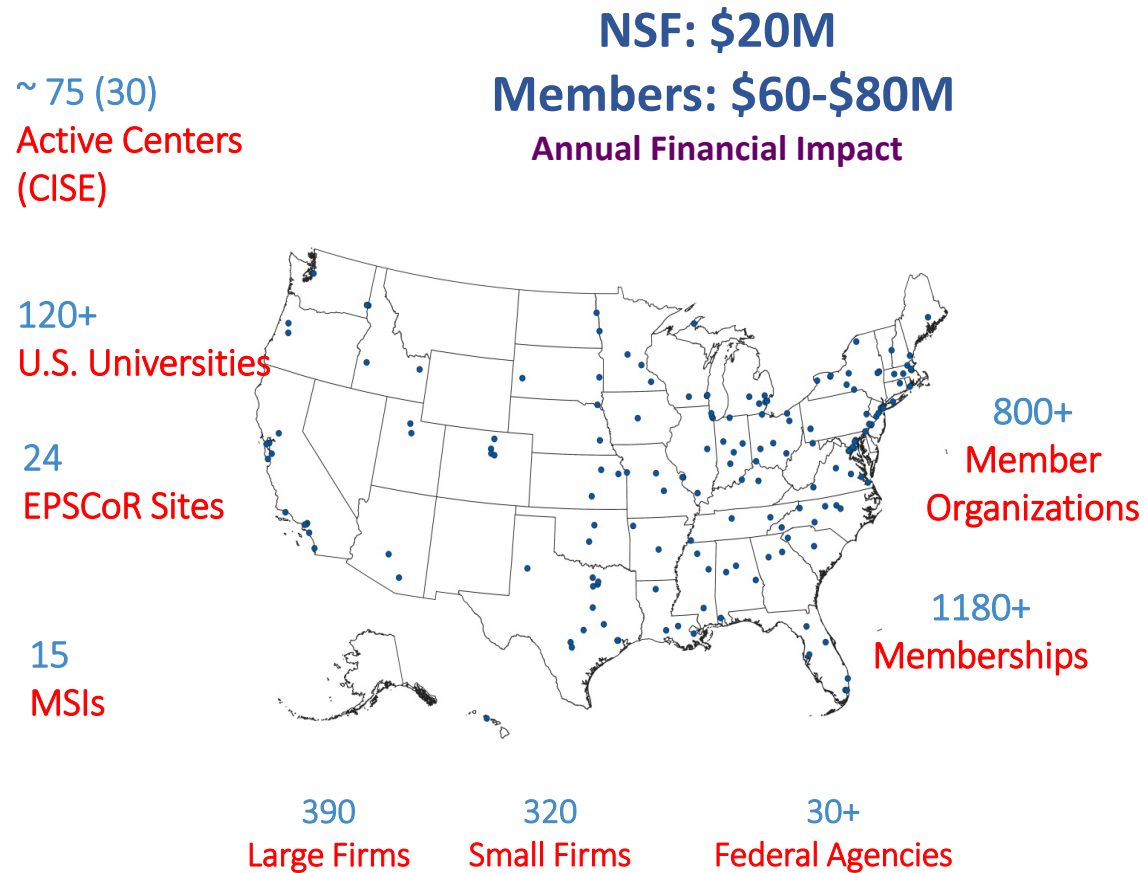 NSF: $20M
Members: $60-$80M
Annual Financial Impact
~ 75 (30)
Active Centers
(CISE)
120+
U.S. Universities
24
EPSCoR Sites
15
MSIs
800+
Member
Organizations
1180+
Memberships
390
Large Firms
320
Small Firms
30+
Federal Agencies